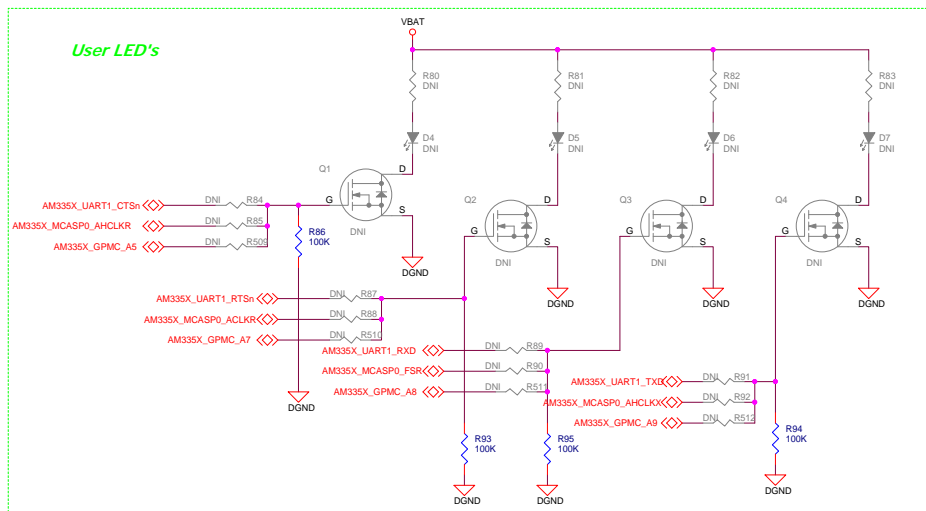 VBAT
User LED's
R80
DNI
R81
DNI
R82
DNI
R83
DNI
D4
DNI
D5
DNI
D6
DNI
D7
DNI
Q1
D
G
S
DNI
Q2
D
G
S
DNI
Q3
D
G
S
DNI
Q4
D
G
S
DNI
AM335X_UART1_CTSn DNI R84
AM335X_MCASP0_AHCLKR DNI R85
AM335X_GPMC_A5 DNI R509
R86
100K
DGND
DGND
DGND
DGND
AM335X_UART1_RTSn DNI R87
AM335X_MCASP0_ACLKR DNI R88
AM335X_GPMC_A7 DNI R510
AM335X_UART1_RXD DNI R89
AM335X_MCASP0_FSR DNI R90
AM335X_GPMC_A8 DNI R511
AM335X_UART1_TXD DNI R91
AM335X_MCASP0_AHCLKX DNI R92
AM335X_GPMC_A9 DNI R512
DGND
R93
100K
R95
100K
R94
100K
DGND
DGND
DGND